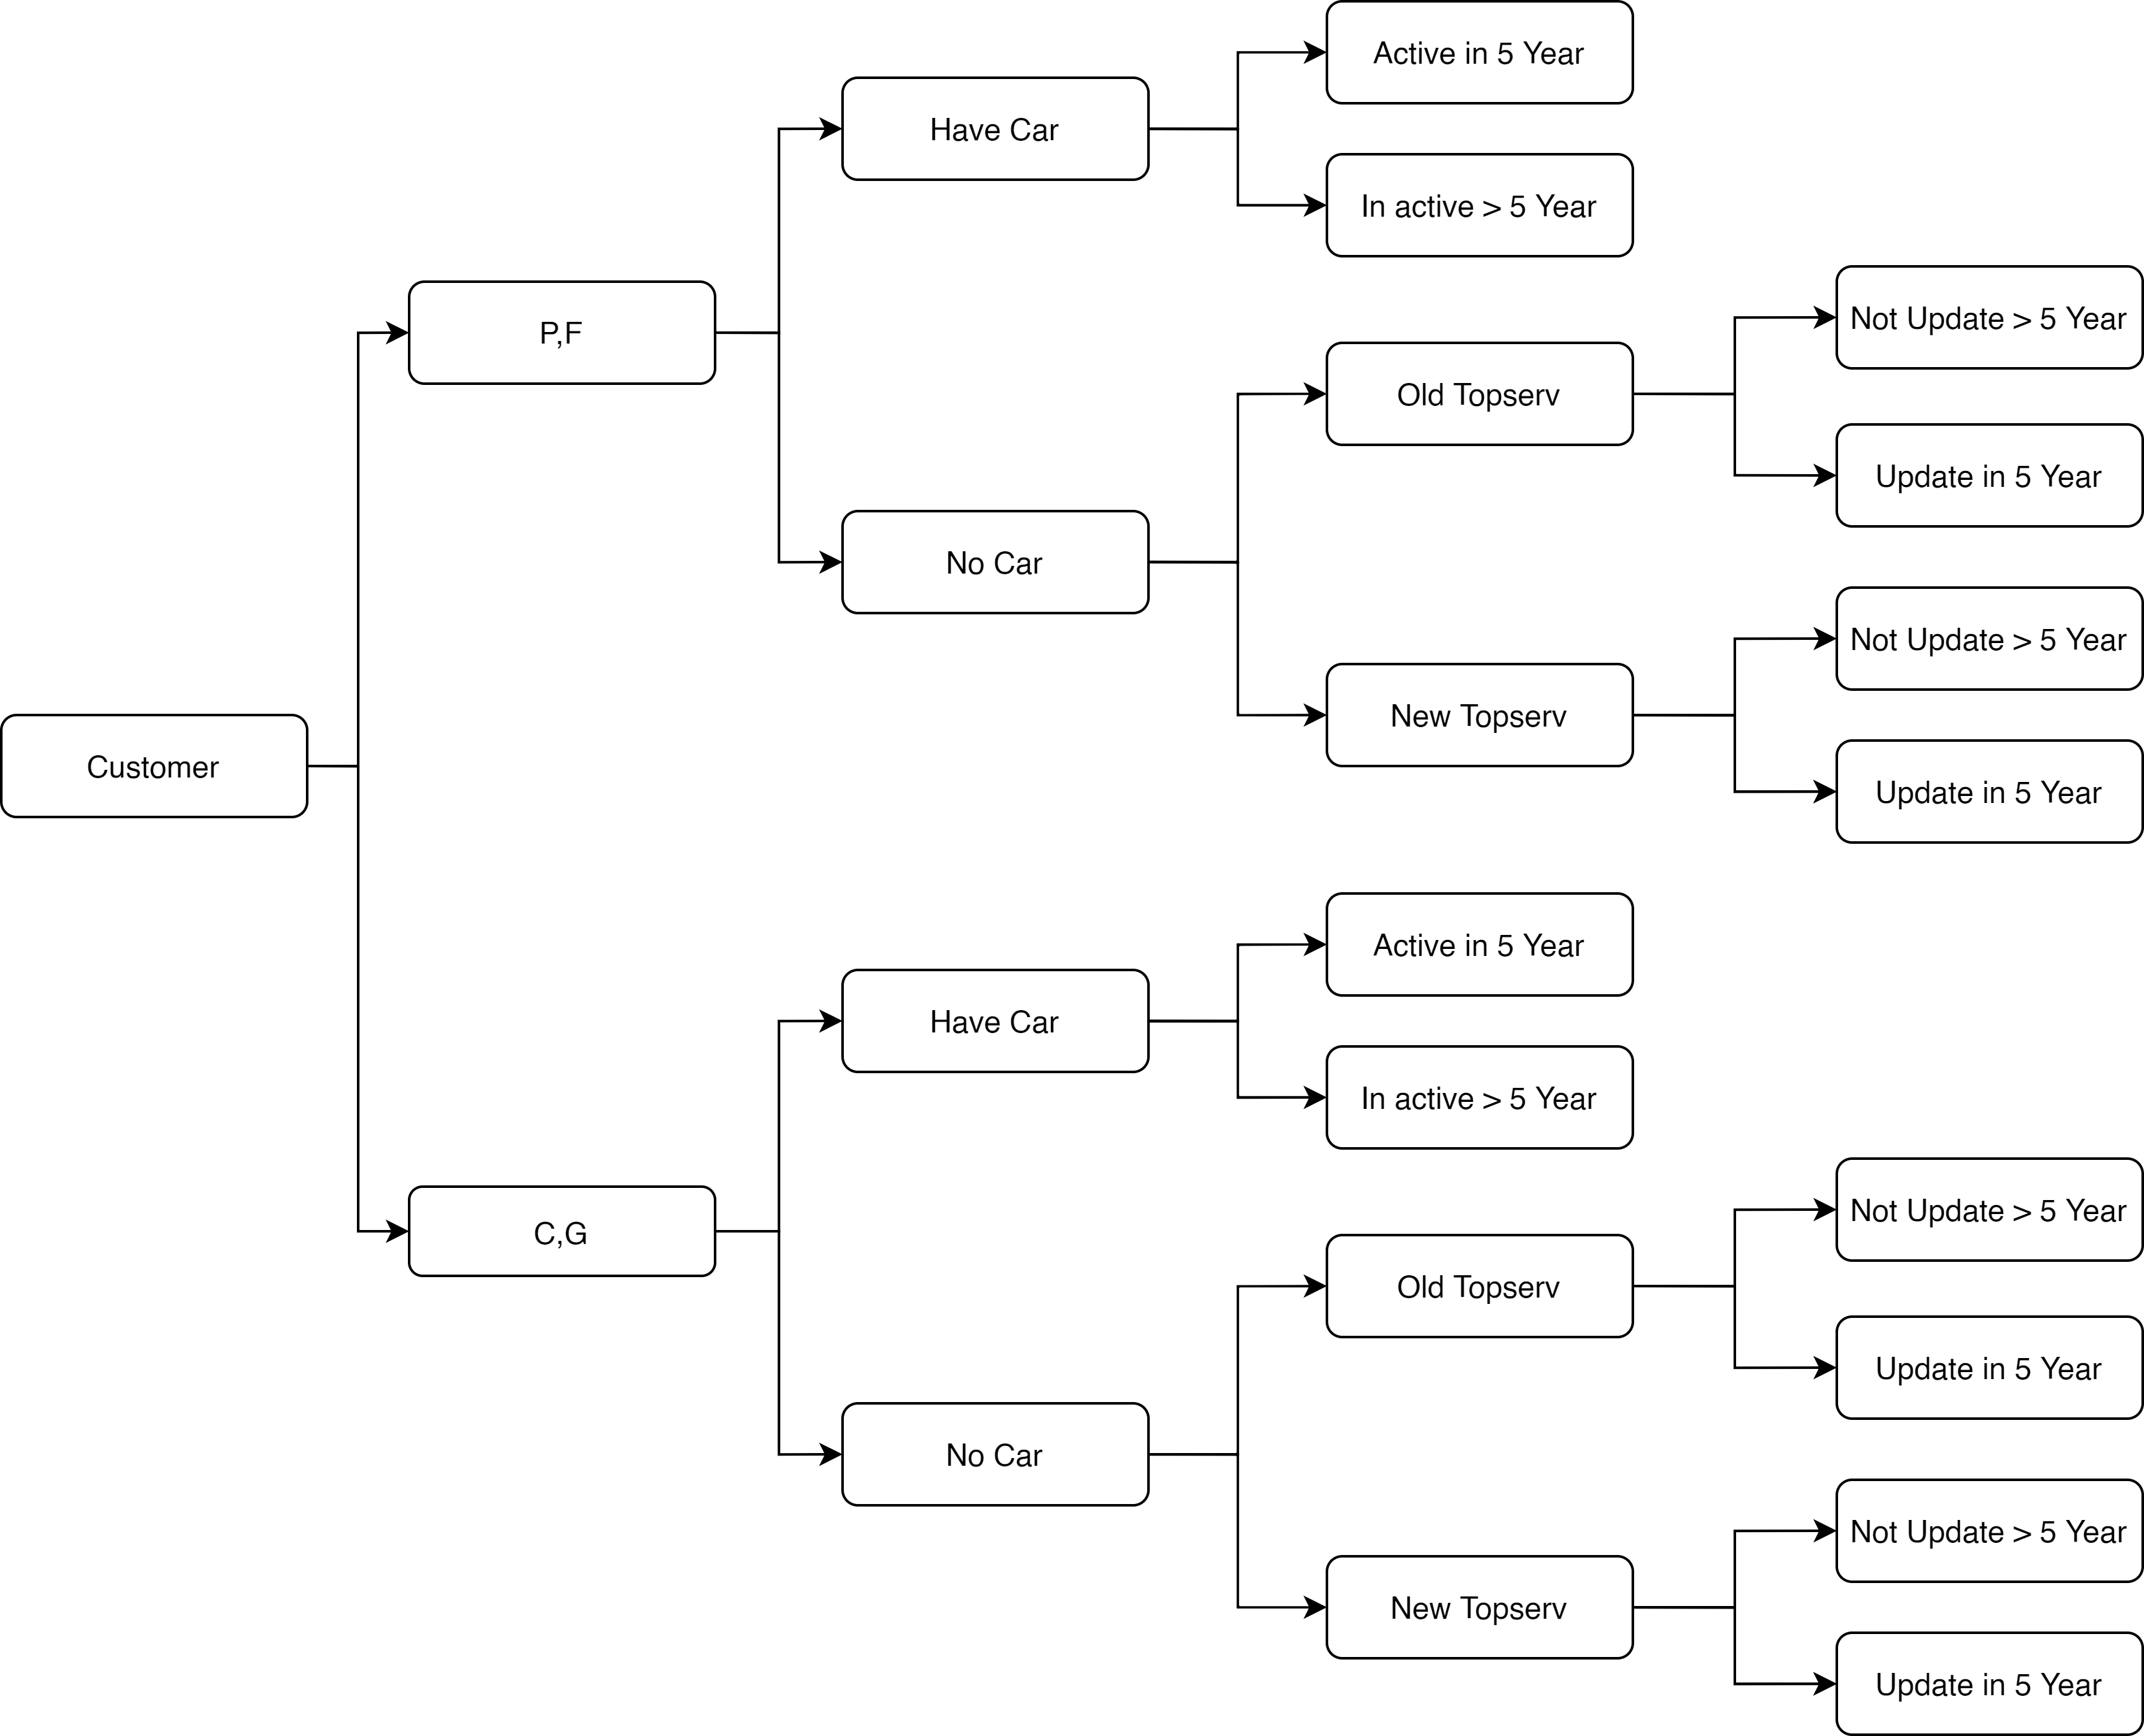 Customer
P,F
Have Car
Active in 5 Year
In active > 5 Year
No Car
Old Topserv
Not Update > 5 Year
Update in 5 Year
New Topserv
Not Update > 5 Year
Update in 5 Year
C,G
Have Car
Active in 5 Year
In active > 5 Year
No Car
Old Topserv
Not Update > 5 Year
Update in 5 Year
New Topserv
Not Update > 5 Year
Update in 5 Year